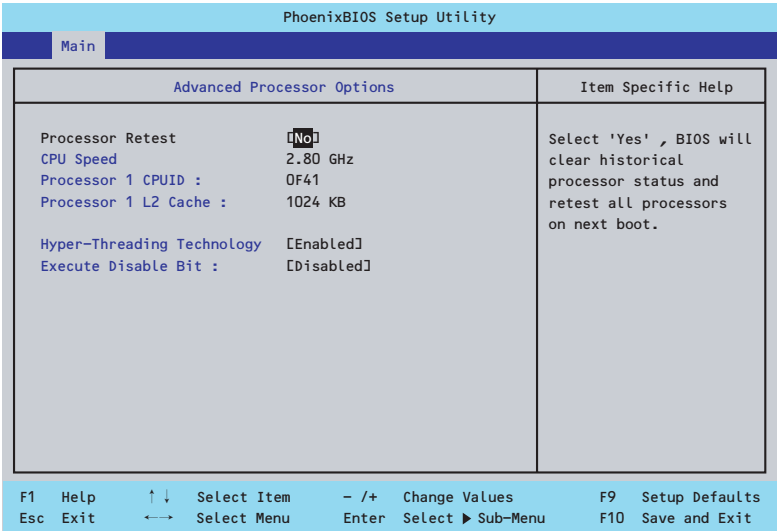 PhoenixBIOS Setup Utility
Main
Advanced Processor Options
Item Specific Help
Processor Retest [No]
CPU Speed 2.80 GHz
Processor 1 CPUID : 0F41
Processor 1 L2 Cache : 1024 KB
Hyper-Threading Technology [Enabled]
Execute Disable Bit : [Disabled]
Select 'Yes' , BIOS will
clear historical
processor status and
retest all processors
on next boot.
F1 Help ↑↓ Select Item - /+ Change Values F9 Setup Defaults
Esc Exit ←→ Select Menu Enter Select ▶ Sub-Menu F10 Save and Exit